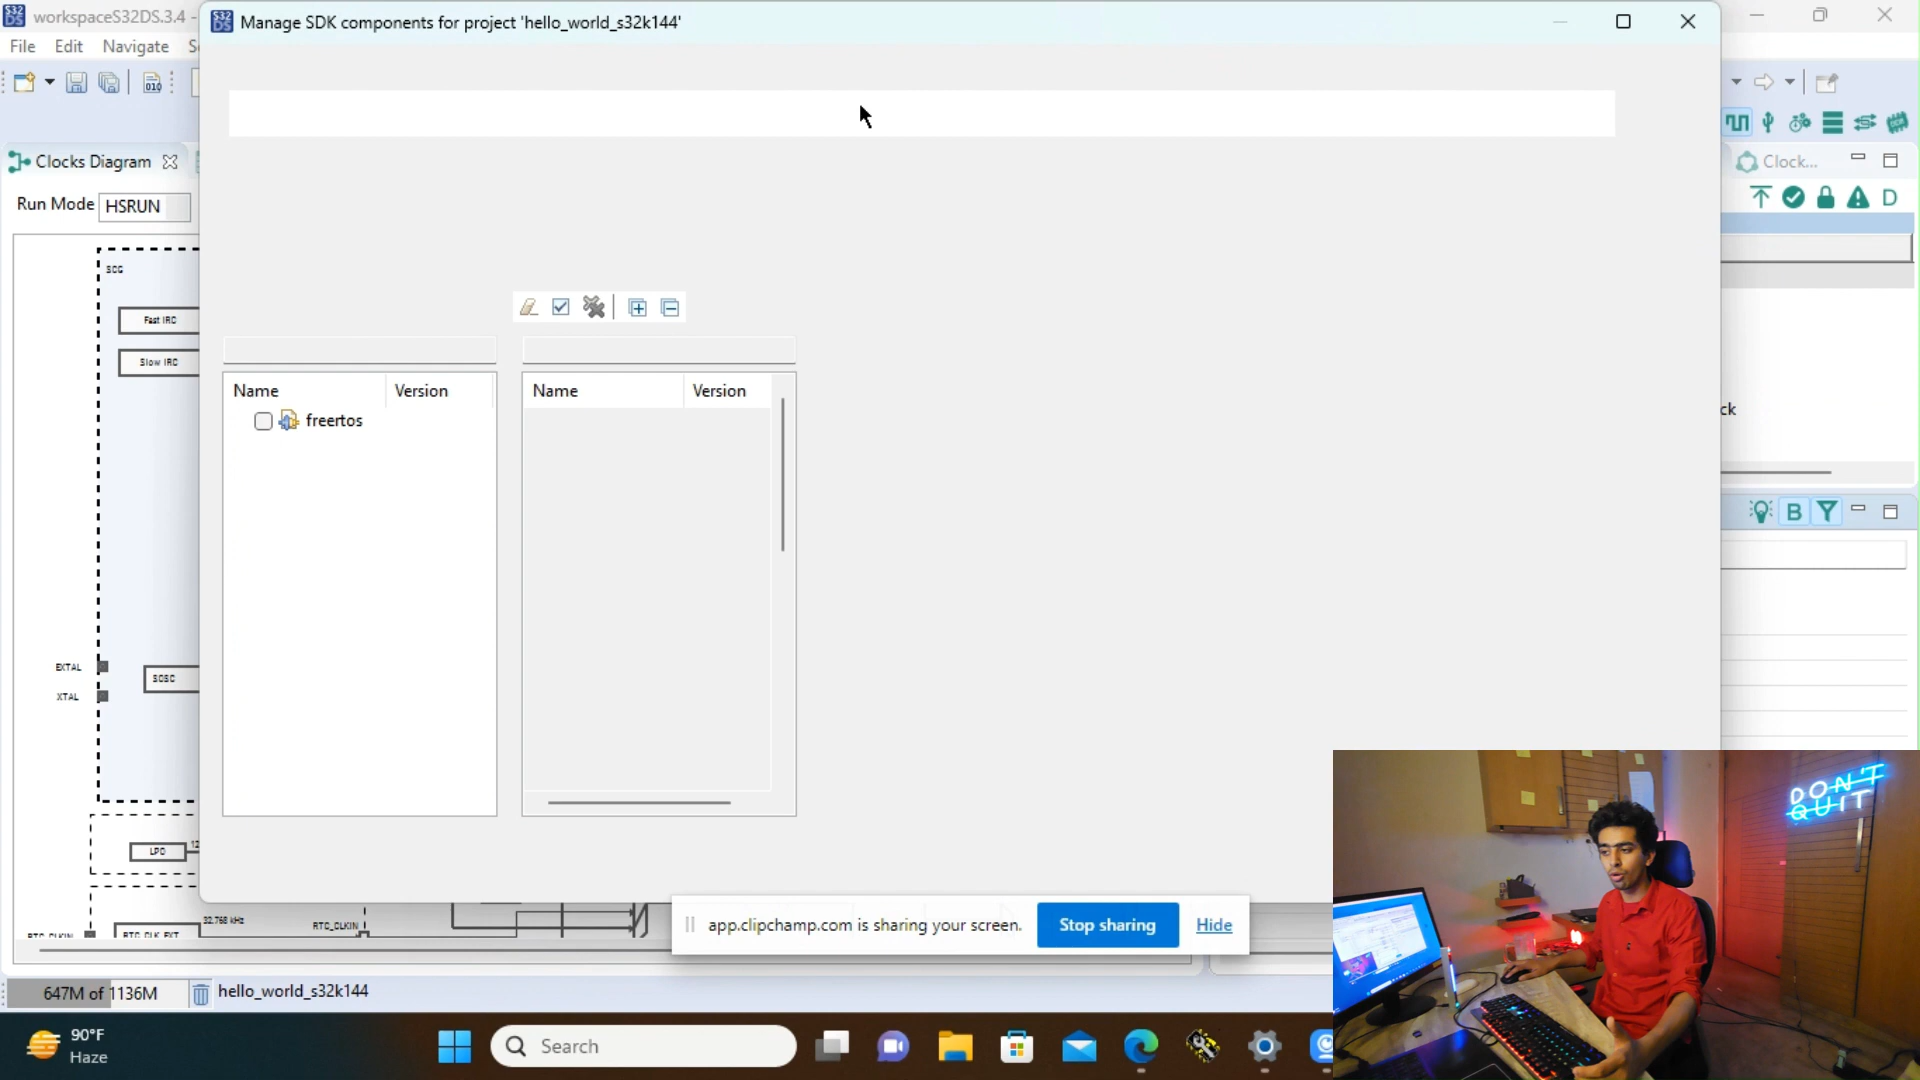 workspaceS32DS.3.4 -
Manage SDK components for project 'hello_world_s32k144'
File Edit Navigate
Clocks Diagram
Clock...
Run Mode HSRUN
D
SCG
Fast IRC
Slow IRC
Name Version
Name Version
freertos
ck
B
EXTAL
XTAL
SOSC
LPO
32.768 kHz
RTC_CLKIN
RTC_CLKIN
RTC_CLK_EXT
app.clipchamp.com is sharing your screen.
Stop sharing
Hide
647M of 1136M
hello_world_s32k144
90°F
Haze
Search
DON'T
QUIT